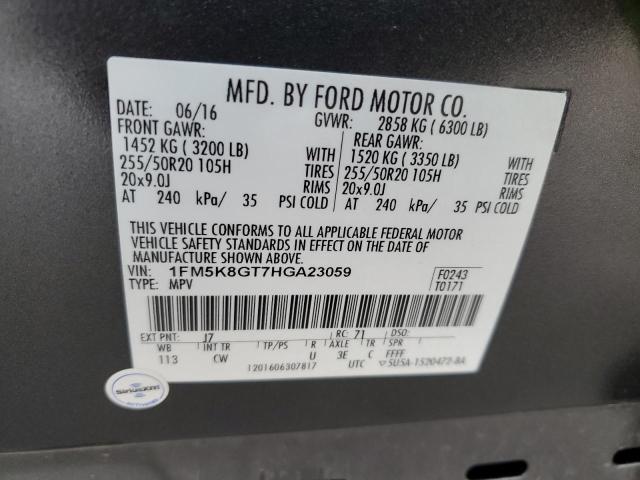 MFD. BY FORD MOTOR CO.
DATE: 06/16 GVWR: 2858 KG ( 6300 LB)
FRONT GAWR: REAR GAWR:
1452 KG ( 3200 LB) WITH 1520 KG ( 3350 LB) WITH
255/50R20 105H TIRES 255/50R20 105H TIRES
20x9.0J RIMS 20x9.0J RIMS
AT 240 kPa/ 35 PSI COLD AT 240 kPa/ 35 PSI COLD
THIS VEHICLE CONFORMS TO ALL APPLICABLE FEDERAL MOTOR
VEHICLE SAFETY STANDARDS IN EFFECT ON THE DATE OF
MANUFACTURE SHOWN ABOVE.
VIN: 1FM5K8GT7HGA23059 F0243
TYPE: MPV T0171
EXT PNT: J7 RC: 71 DSO:
WB INT TR TP/PS R AXLE TR SPR
113 CW U 3E C FFFF
1201606307817 UTC ▽5USA-1520472-BA
SiriusXM